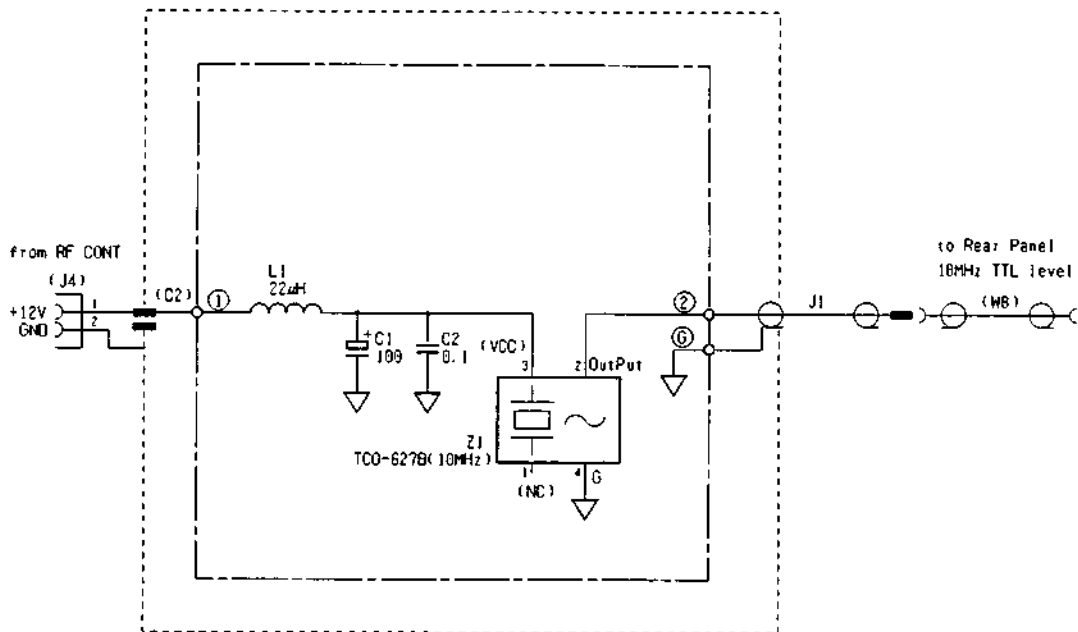 from RF CONT
(J4)
+12V
1
GND
2
(C2)
①
L1
22µH
+
C1
100
C2
0.1
(VCC)
3
2
OutPut
Z1
TCO-627B(10MHz)
1
(NC)
4
G
②
G
J1
to Rear Panel
10MHz TTL level
(W8)